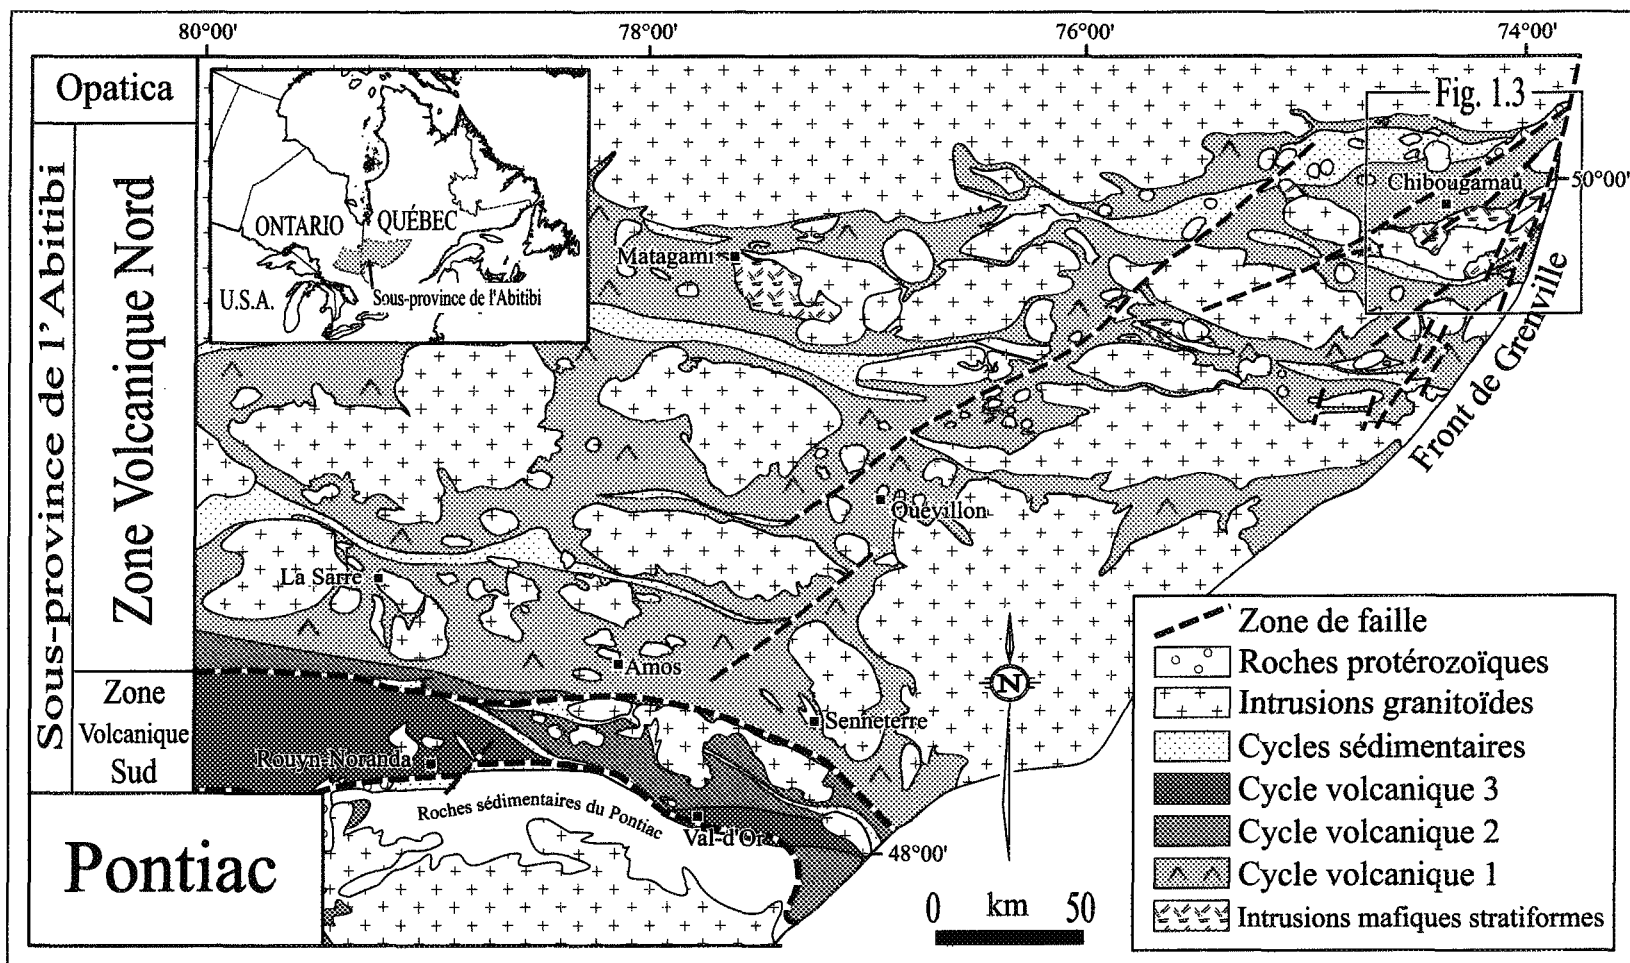 80°00'
78°00'
76°00'
74°00'
Opatica
Fig. 1.3
Sous-province de l'Abitibi
Zone Volcanique Nord
ONTARIO
QUÉBEC
U.S.A.
Sous-province de l'Abitibi
Chibougamau
50°00'
Matagami
Front de Grenville
Quévillon
La Sarre
Amos
Senneterre
Zone
Volcanique
Sud
Rouyn-Noranda
Roches sédimentaires du Pontiac
Val-d'Or
48°00'
Pontiac
N
0 km 50
Zone de faille
Roches protérozoïques
Intrusions granitoïdes
Cycles sédimentaires
Cycle volcanique 3
Cycle volcanique 2
Cycle volcanique 1
Intrusions mafiques stratiformes